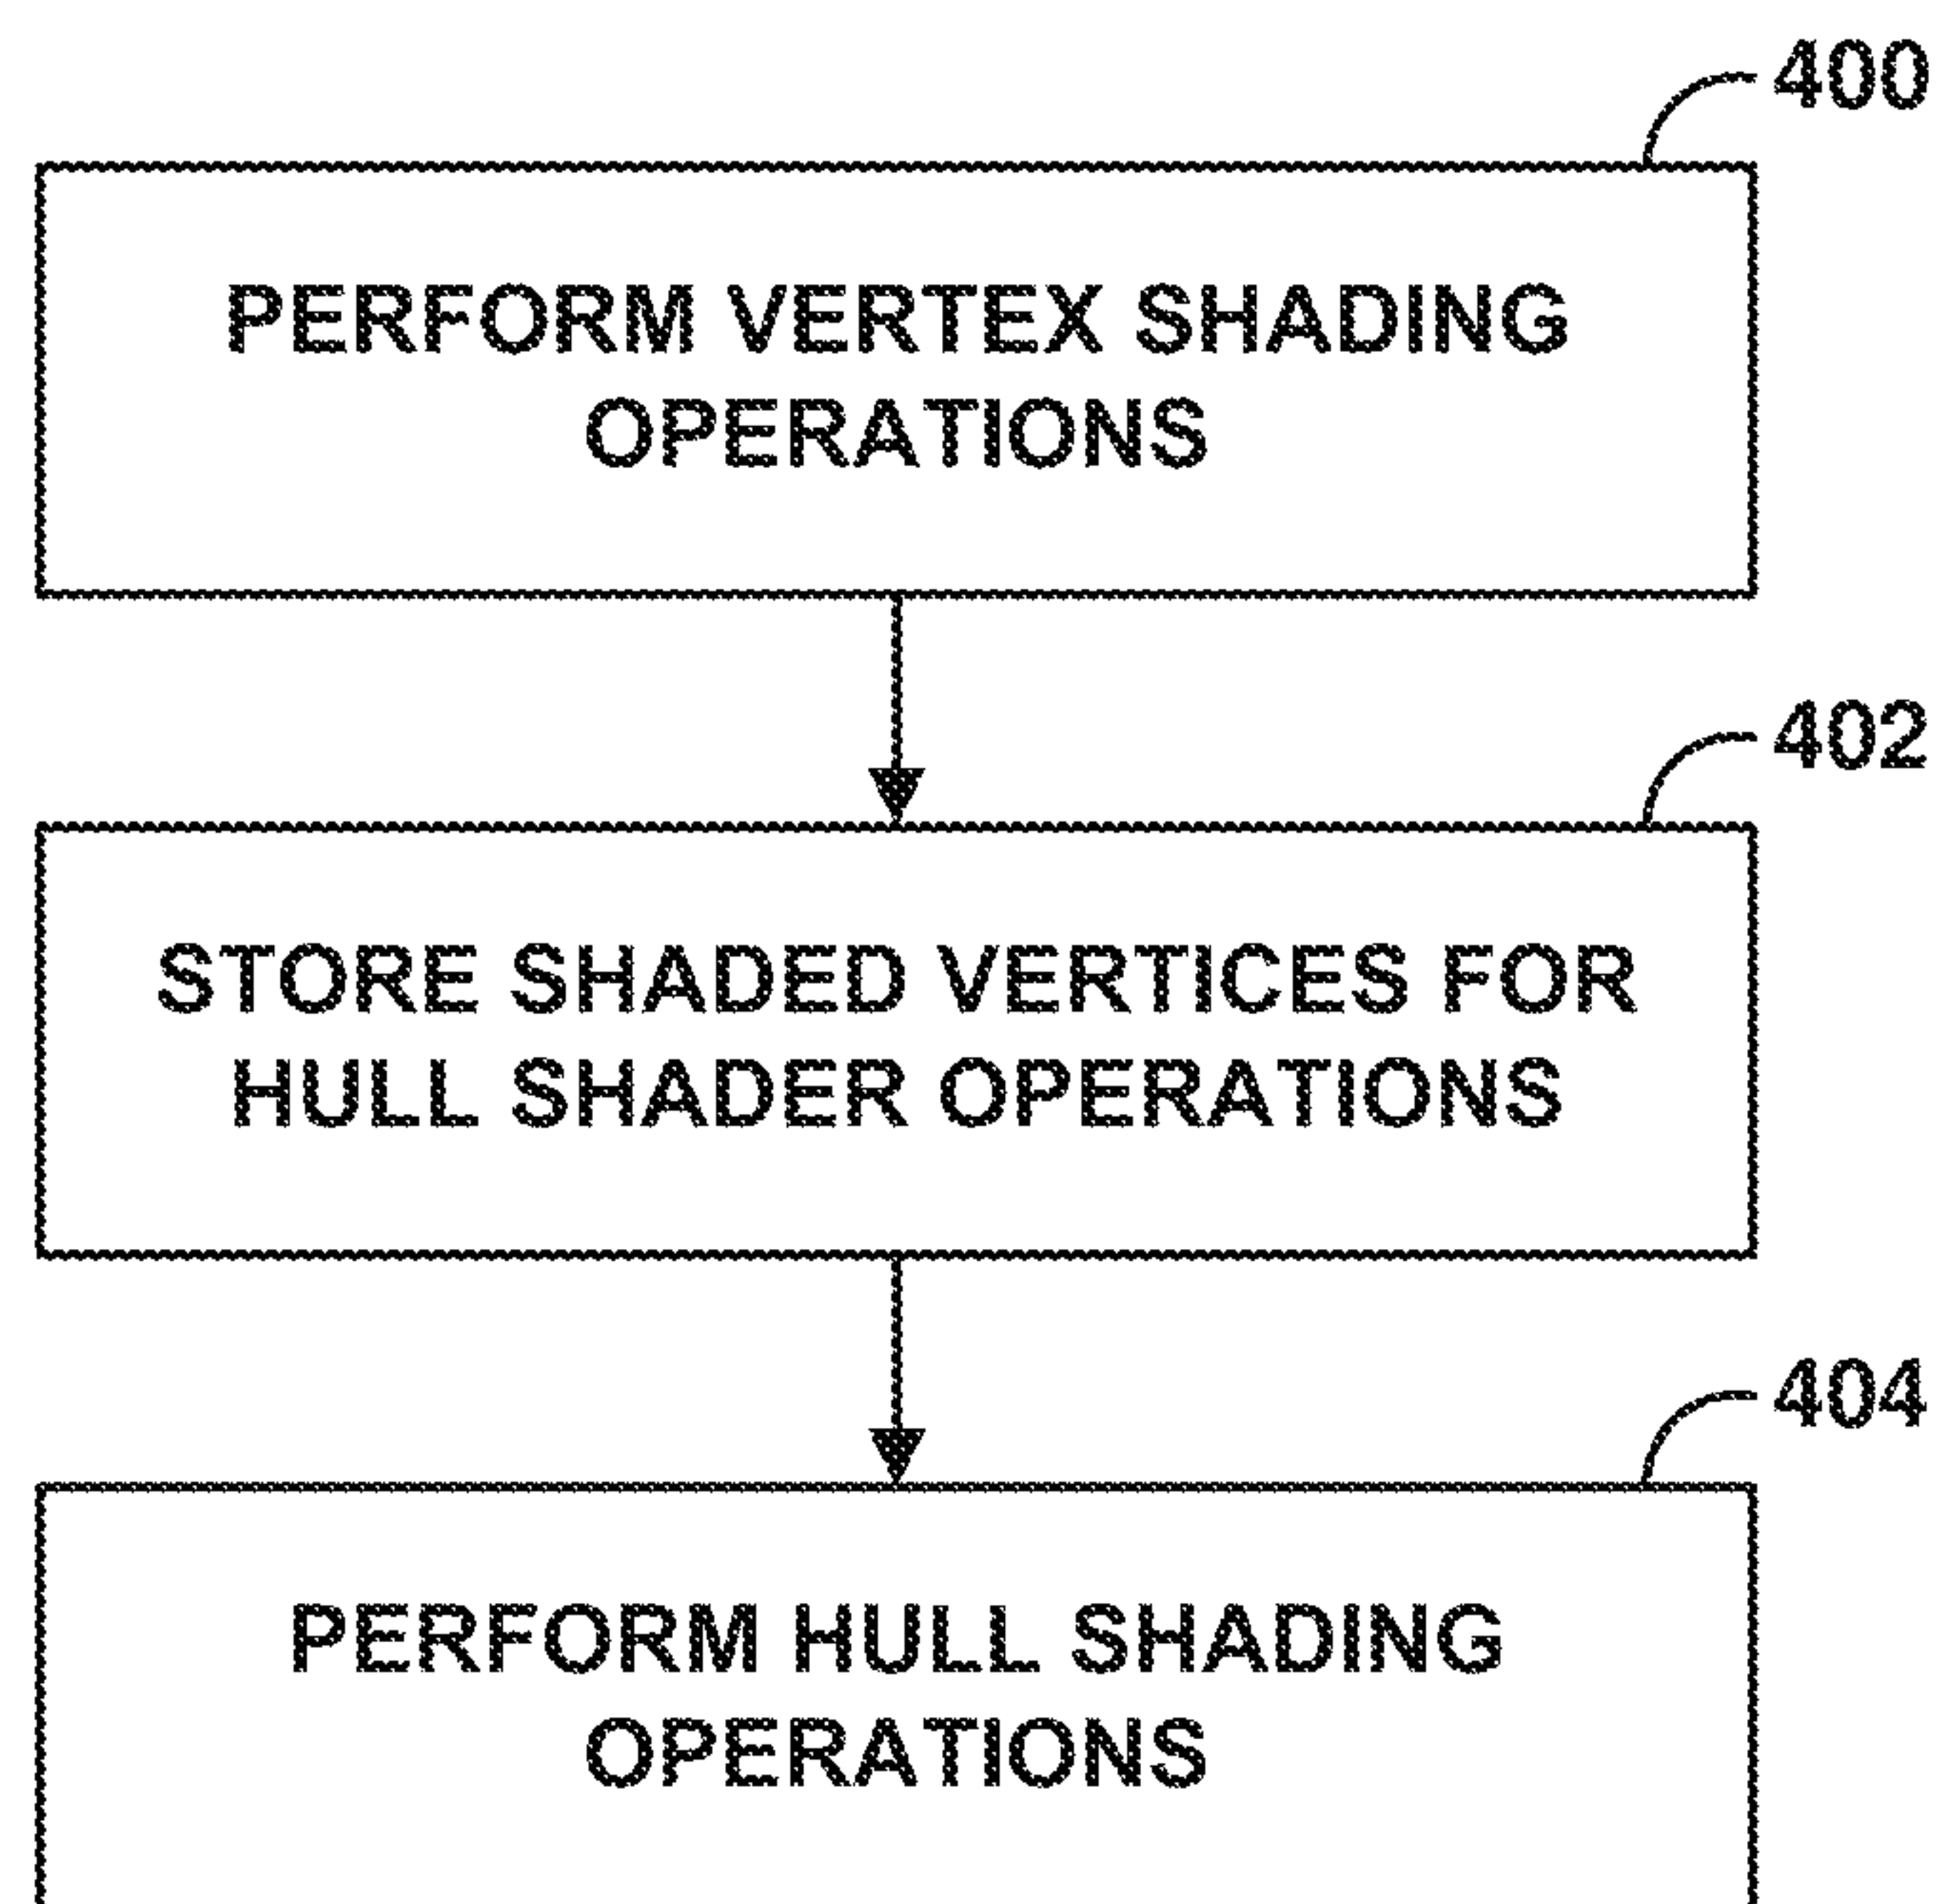 400
PERFORM VERTEX SHADING
OPERATIONS
402
STORE SHADED VERTICES FOR
HULL SHADER OPERATIONS
404
PERFORM HULL SHADING
OPERATIONS